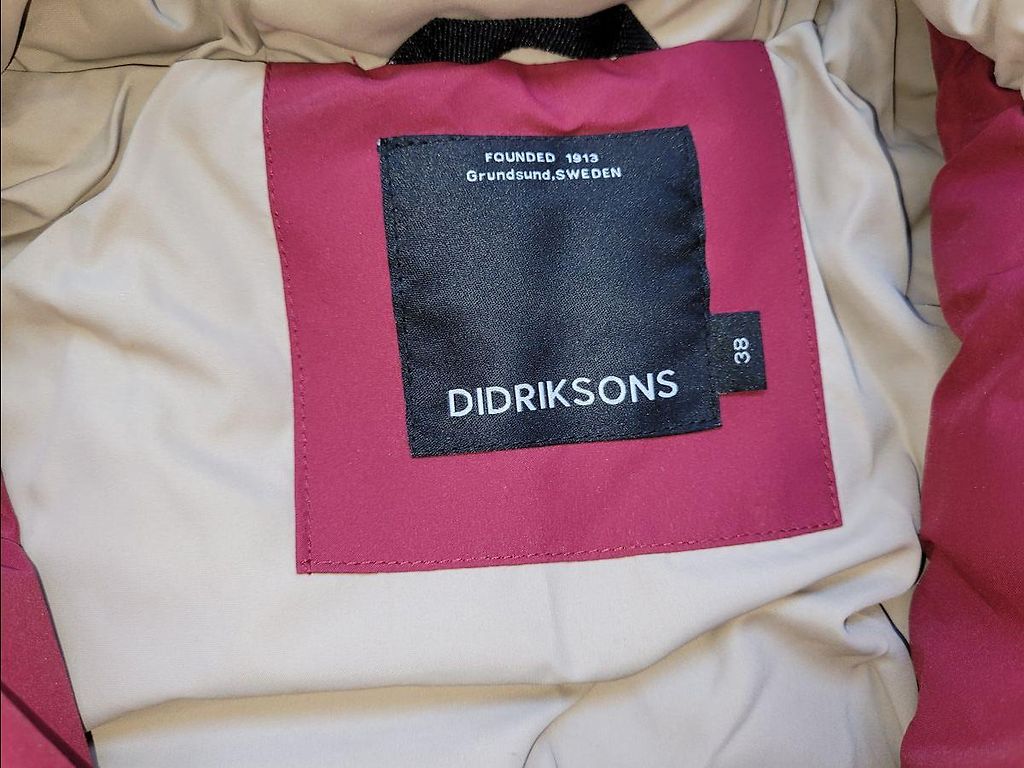 FOUNDED 1913
Grundsund,SWEDEN
DIDRIKSONS
38